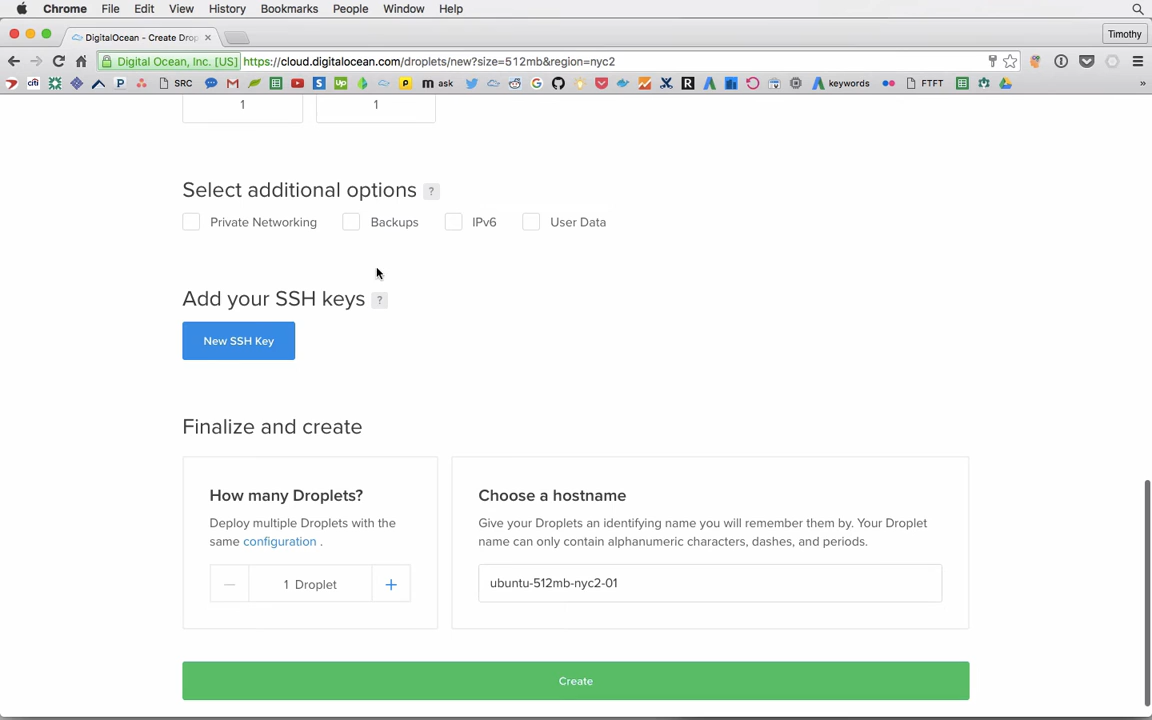 Chrome File Edit View History Bookmarks People Window Help
DigitalOcean - Create Drop
Timothy
Digital Ocean, Inc. [US] https://cloud.digitalocean.com/droplets/new?size=512mb&region=nyc2
citi SRC Up P ask G R keywords FTFT »
1 1
Select additional options ?
Private Networking Backups IPv6 User Data
Add your SSH keys ?
New SSH Key
Finalize and create
How many Droplets?
Deploy multiple Droplets with the
same configuration .
1 Droplet
Choose a hostname
Give your Droplets an identifying name you will remember them by. Your Droplet
name can only contain alphanumeric characters, dashes, and periods.
ubuntu-512mb-nyc2-01
Create